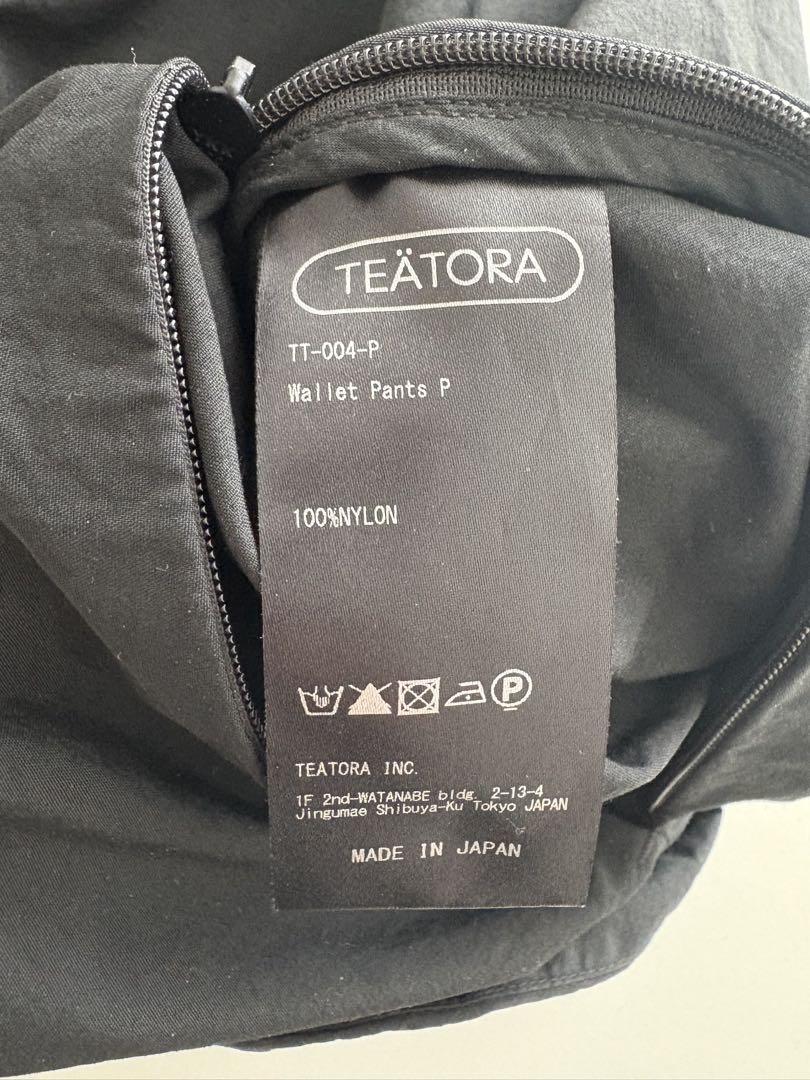 TEÄTORA
TT-004-P
Wallet Pants P
100%NYLON
P
TEATORA INC.
1F 2nd-WATANABE bldg. 2-13-4
Jingumae Shibuya-Ku Tokyo JAPAN
MADE IN JAPAN